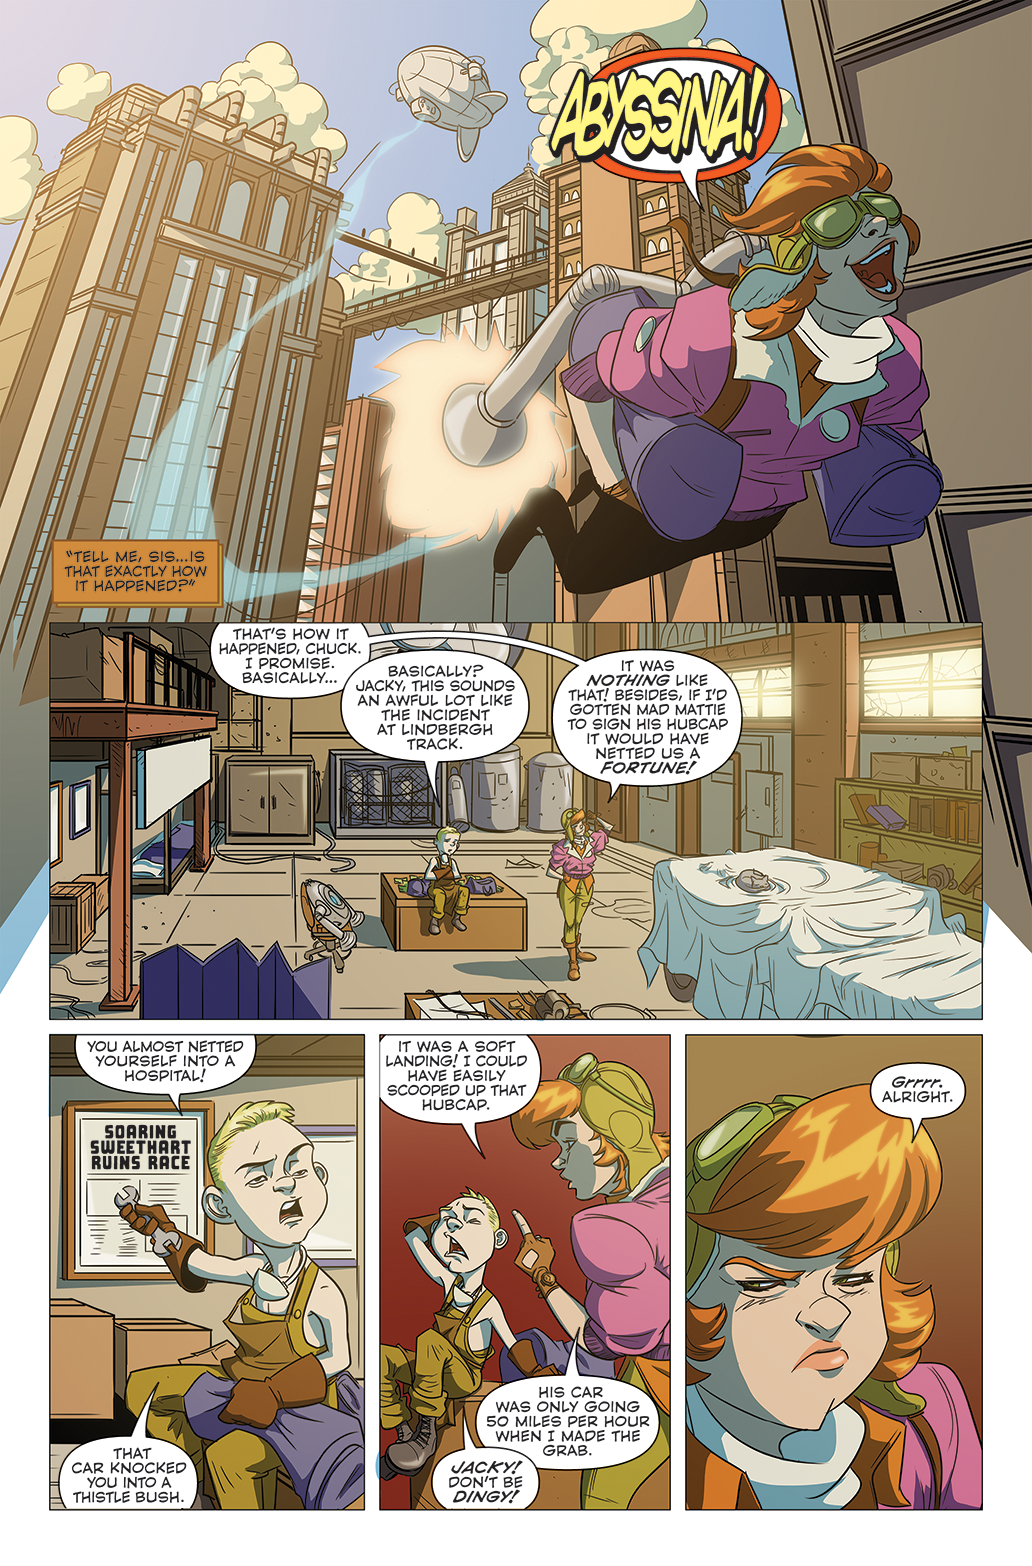 ABYSSINIA!
"TELL ME, SIS...IS
THAT EXACTLY HOW
IT HAPPENED?"
THAT'S HOW IT
HAPPENED, CHUCK.
I PROMISE.
BASICALLY...
BASICALLY?
JACKY, THIS SOUNDS
AN AWFUL LOT LIKE
THE INCIDENT
AT LINDBERGH
TRACK.
IT WAS
NOTHING LIKE
THAT! BESIDES, IF I'D
GOTTEN MAD MATTIE
TO SIGN HIS HUBCAP
IT WOULD HAVE
NETTED US A
FORTUNE!
YOU ALMOST NETTED
YOURSELF INTO A
HOSPITAL!
SOARING
SWEETHART
RUINS RACE
THAT
CAR KNOCKED
YOU INTO A
THISTLE BUSH.
IT WAS A SOFT
LANDING! I COULD
HAVE EASILY
SCOOPED UP THAT
HUBCAP.
HIS CAR
WAS ONLY GOING
50 MILES PER HOUR
WHEN I MADE THE
GRAB.
JACKY!
DON'T BE
DINGY!
Grrrr.
ALRIGHT.